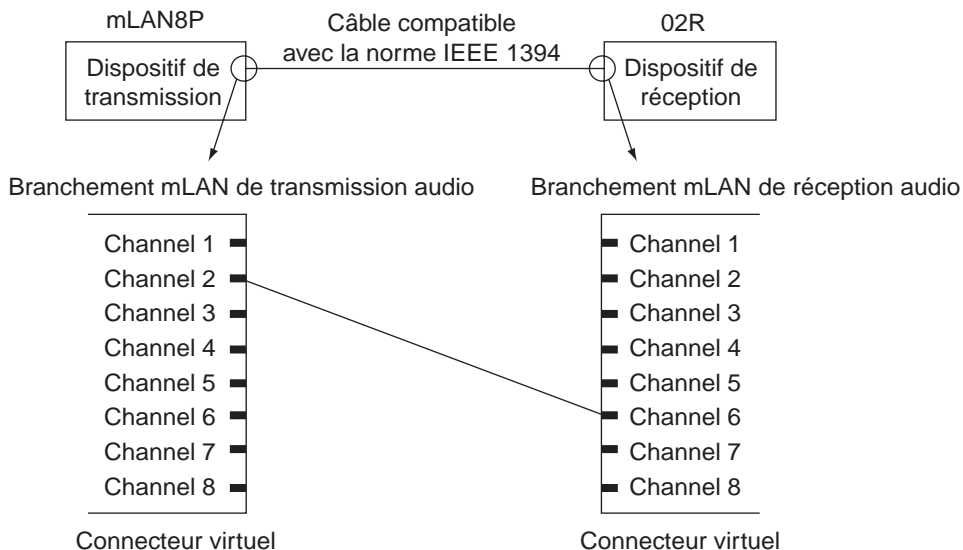 mLAN8P
Câble compatible
avec la norme IEEE 1394
02R
Dispositif de
transmission
Dispositif de
réception
Branchement mLAN de transmission audio
Branchement mLAN de réception audio
Channel 1
Channel 2
Channel 3
Channel 4
Channel 5
Channel 6
Channel 7
Channel 8
Connecteur virtuel
Channel 1
Channel 2
Channel 3
Channel 4
Channel 5
Channel 6
Channel 7
Channel 8
Connecteur virtuel